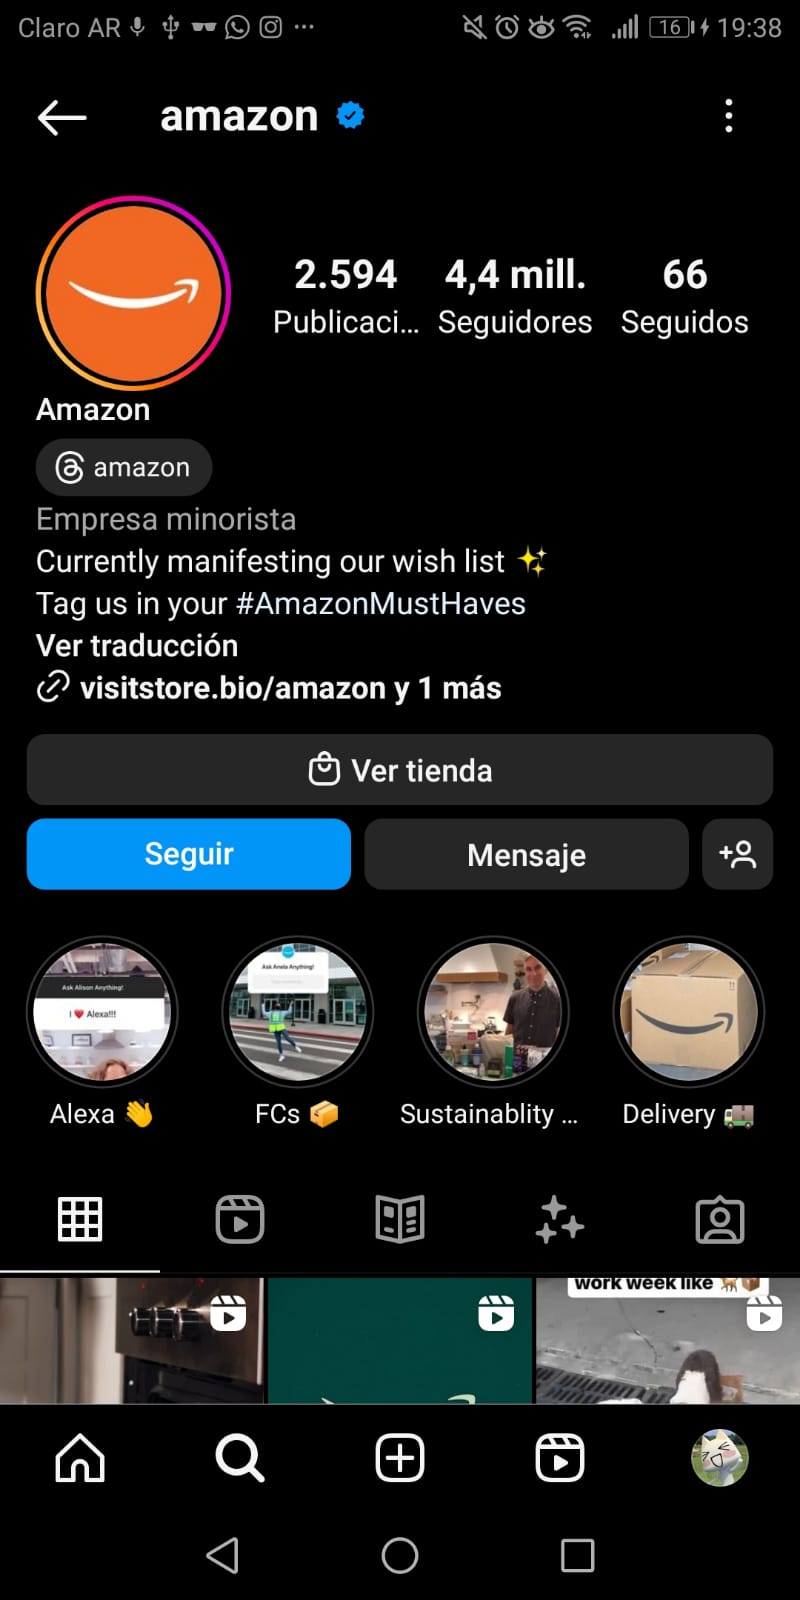 Claro AR
16
19:38
amazon
2.594
4,4 mill.
66
Publicaci...
Seguidores
Seguidos
Amazon
amazon
Empresa minorista
Currently manifesting our wish list ✨
Tag us in your #AmazonMustHaves
Ver traducción
visitstore.bio/amazon y 1 más
Ver tienda
Seguir
Mensaje
Ask Alison Anything!
I ❤️ Alexa!!!
Ask Anela Anything!
Alexa 👋
FCs 📦
Sustainablity ...
Delivery 🚚
work week like